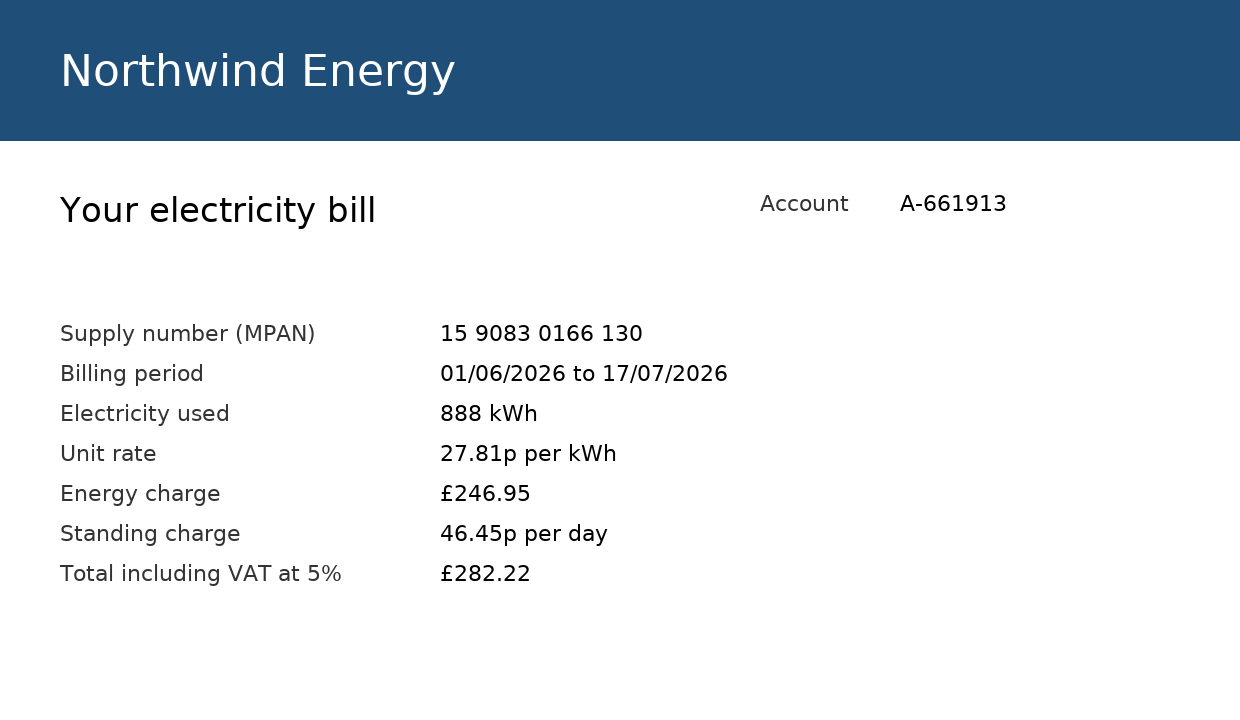 Northwind Energy
Your electricity bill
Account A-661913
Supply number (MPAN) 15 9083 0166 130
Billing period 01/06/2026 to 17/07/2026
Electricity used 888 kWh
Unit rate 27.81p per kWh
Energy charge £246.95
Standing charge 46.45p per day
Total including VAT at 5% £282.22